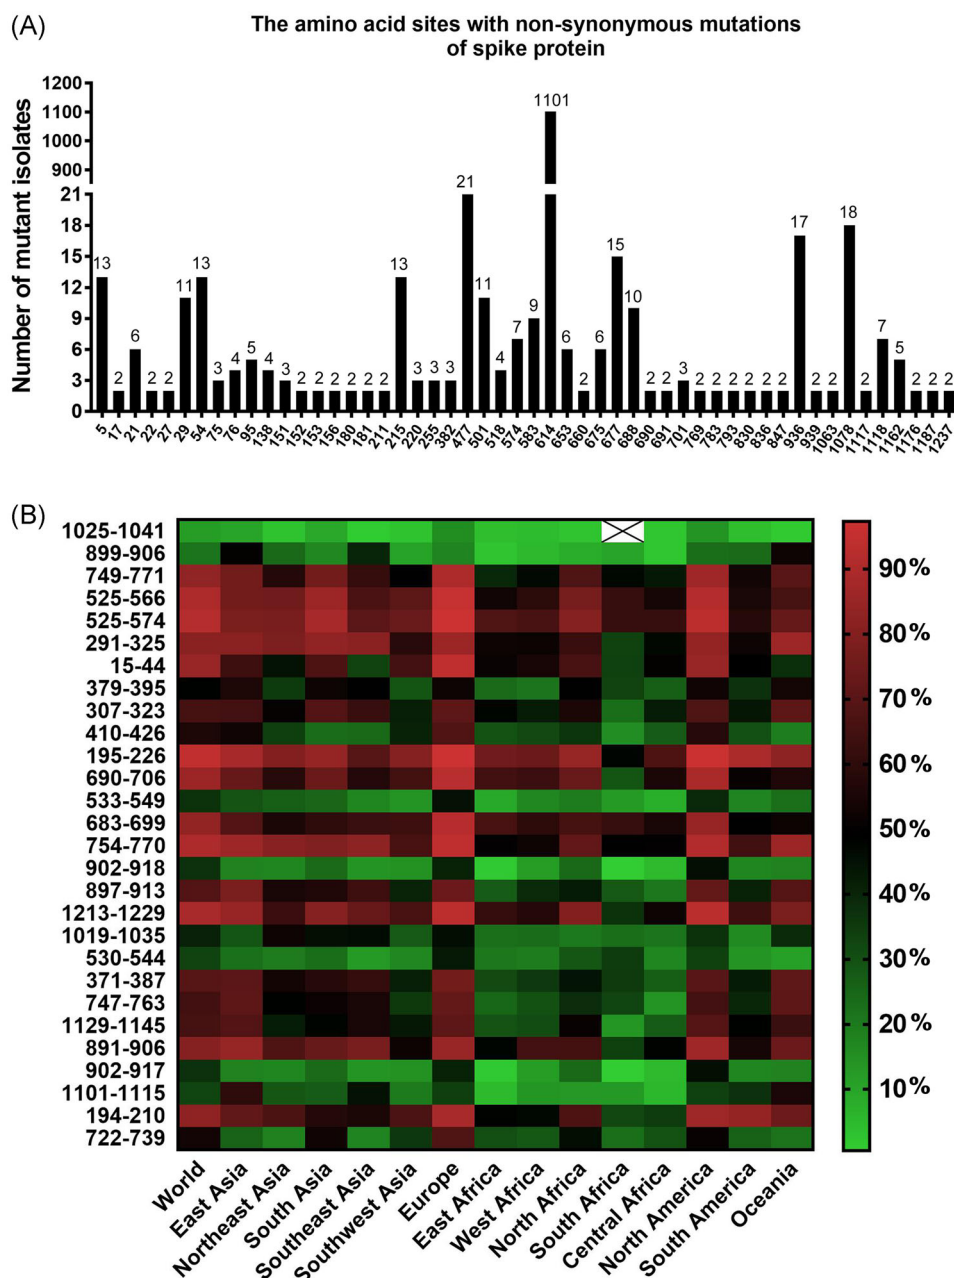 (A)
The amino acid sites with non-synonymous mutations
of spike protein
Number of mutant isolates
1200
1100
1000
900
21
18
15
12
9
6
3
0
13 2 6 2 2 11 13 3 4 5 4 3 2 2 2 2 2 2 13 3 3 3 21 11 4 7 9 1101 6 2 6 15 10 2 2 3 2 2 2 2 2 2 17 2 2 18 2 7 5 2 2 2
5 17 21 22 27 29 54 75 76 95 138 151 152 153 156 180 181 211 215 220 255 382 477 501 518 574 583 614 653 660 675 677 688 690 691 701 769 783 793 830 836 847 936 939 1063 1078 1117 1118 1162 1176 1187 1237
(B)
1025-1041
899-906
749-771
525-566
525-574
291-325
15-44
379-395
307-323
410-426
195-226
690-706
533-549
683-699
754-770
902-918
897-913
1213-1229
1019-1035
530-544
371-387
747-763
1129-1145
891-906
902-917
1101-1115
194-210
722-739
World
East Asia
Northeast Asia
South Asia
Southeast Asia
Southwest Asia
Europe
East Africa
West Africa
North Africa
South Africa
Central Africa
North America
South America
Oceania
90%
80%
70%
60%
50%
40%
30%
20%
10%